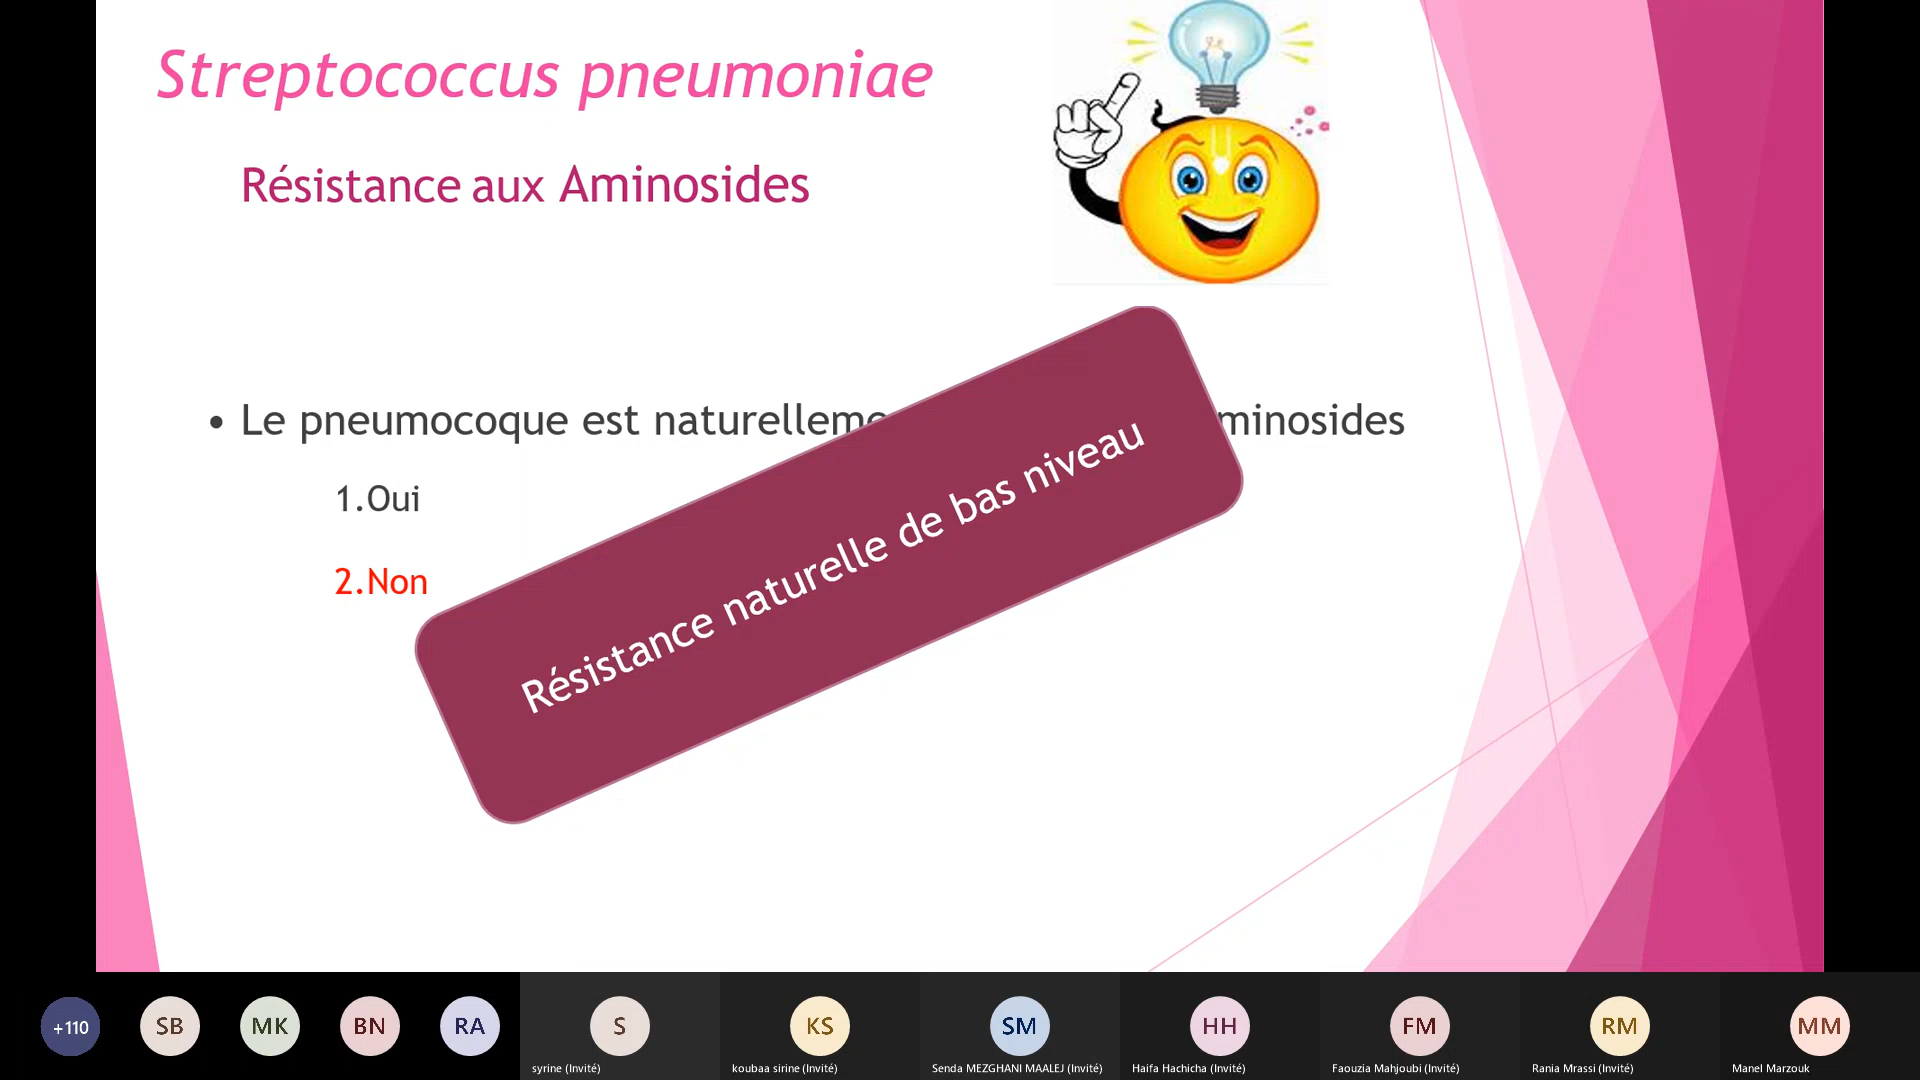 Streptococcus pneumoniae
Résistance aux Aminosides
• Le pneumocoque est naturelleme minosides
1.Oui
2.Non
Résistance naturelle de bas niveau
+110
SB
MK
BN
RA
S
KS
SM
HH
FM
RM
MM
syrine (Invité)
koubaa sirine (Invité)
Senda MEZGHANI MAALEJ (Invité)
Haifa Hachicha (Invité)
Faouzia Mahjoubi (Invité)
Rania Mrassi (Invité)
Manel Marzouk